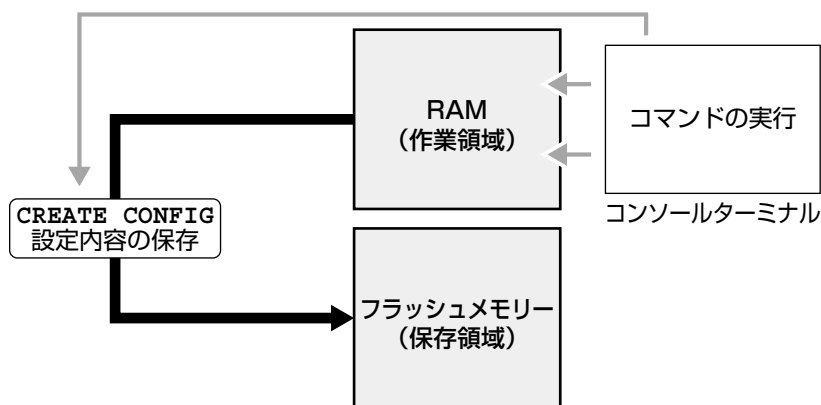 RAM
（作業領域）
コマンドの実行
コンソールターミナル
CREATE CONFIG
設定内容の保存
フラッシュメモリー
（保存領域）